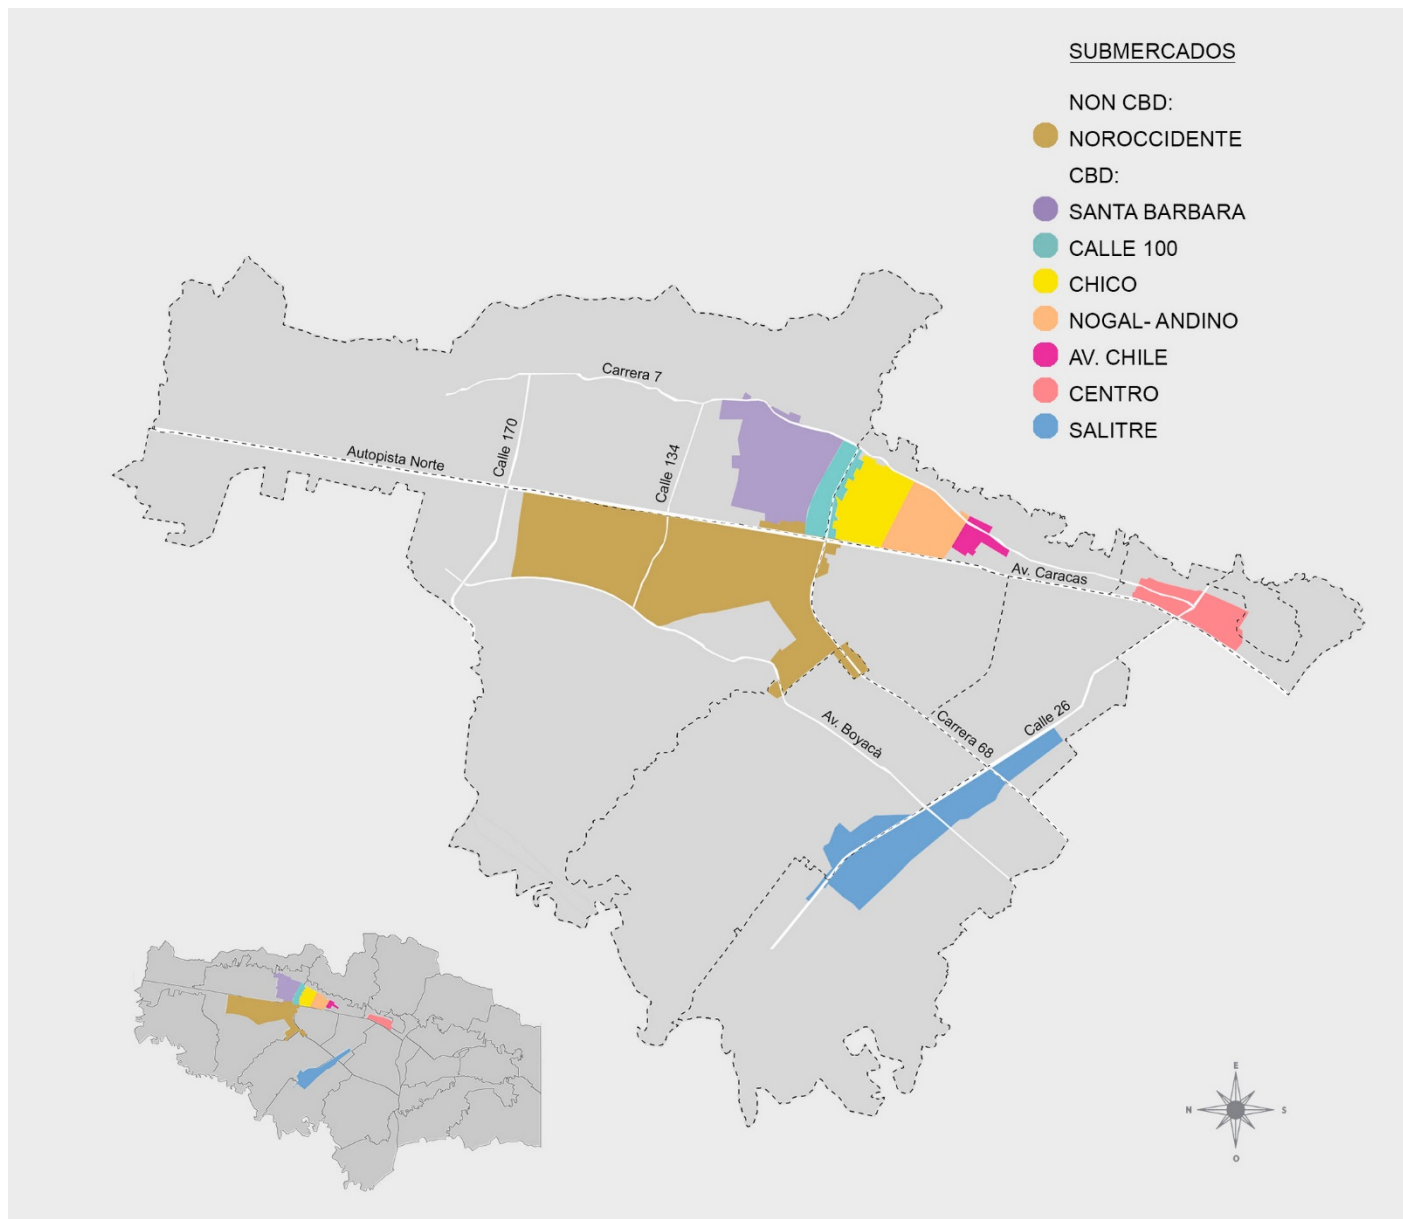 SUBMERCADOS
NON CBD:
NOROCCIDENTE
CBD:
SANTA BARBARA
CALLE 100
CHICO
NOGAL- ANDINO
AV. CHILE
CENTRO
SALITRE
Carrera 7
Calle 170
Autopista Norte
Calle 134
Av. Caracas
Av. Boyacá
Carrera 68
Calle 26
E
N
S
O